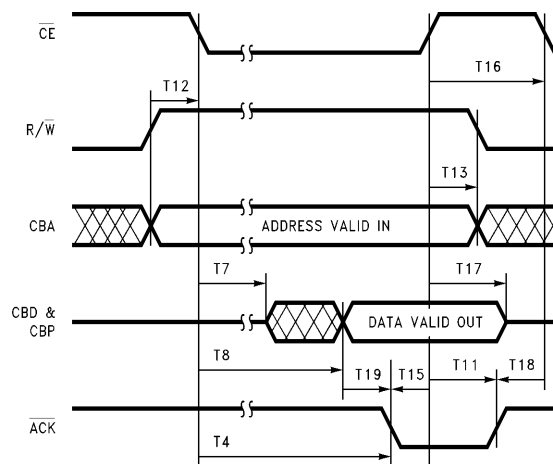 CE
T16
T12
R/W
T13
CBA
ADDRESS VALID IN
T7
T17
CBD &
CBP
DATA VALID OUT
T8
T19
T15
T11
T18
ACK
T4